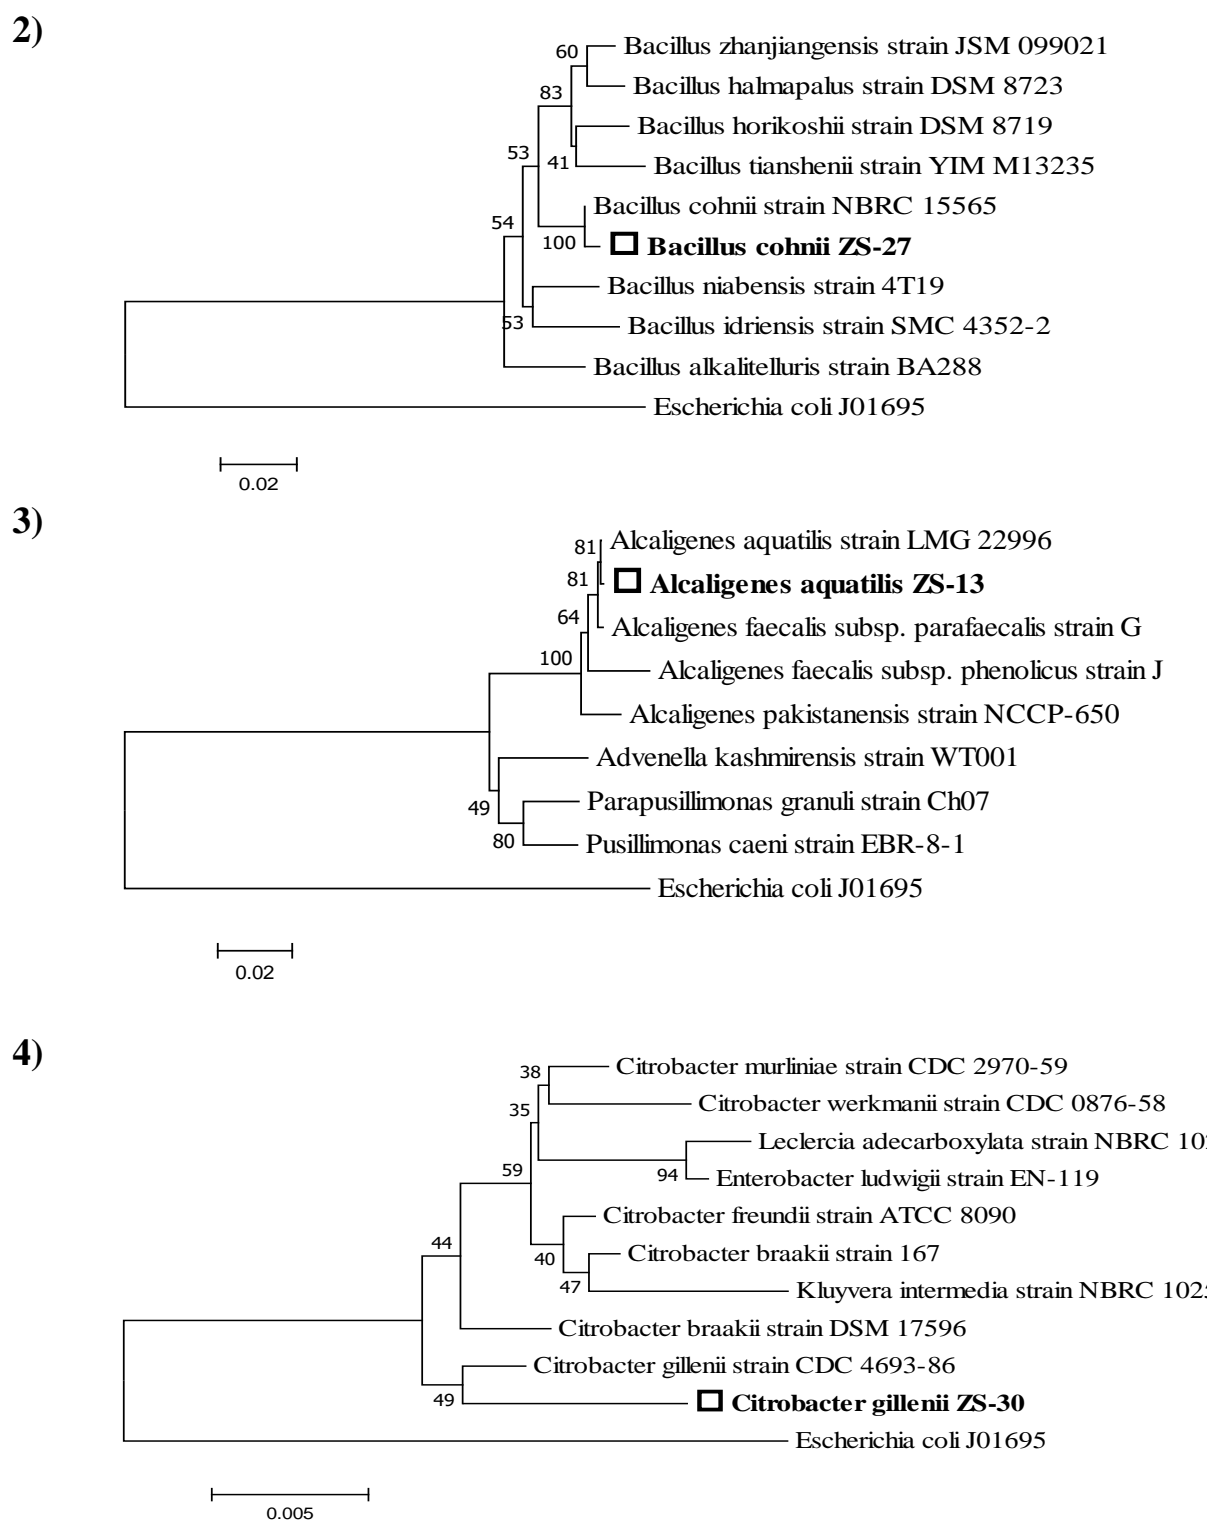 2)
60
Bacillus zhanjiangensis strain JSM 099021
Bacillus halmapalus strain DSM 8723
83
Bacillus horikoshii strain DSM 8719
53
41
Bacillus tianshenii strain YIM M13235
Bacillus cohnii strain NBRC 15565
54
100
Bacillus cohnii ZS-27
Bacillus niabensis strain 4T19
53
Bacillus idriensis strain SMC 4352-2
Bacillus alkalitelluris strain BA288
Escherichia coli J01695
0.02
3)
81
Alcaligenes aquatilis strain LMG 22996
81
Alcaligenes aquatilis ZS-13
64
Alcaligenes faecalis subsp. parafaecalis strain G
100
Alcaligenes faecalis subsp. phenolicus strain J
Alcaligenes pakistanensis strain NCCP-650
Advenella kashmirensis strain WT001
49
Parapusillimonas granuli strain Ch07
80
Pusillimonas caeni strain EBR-8-1
Escherichia coli J01695
0.02
4)
38
Citrobacter murliniae strain CDC 2970-59
35
Citrobacter werkmanii strain CDC 0876-58
Leclercia adecarboxylata strain NBRC
59
94
Enterobacter ludwigii strain EN-119
Citrobacter freundii strain ATCC 8090
44
40
Citrobacter braakii strain 167
47
Kluyvera intermedia strain NBRC
Citrobacter braakii strain DSM 17596
Citrobacter gillenii strain CDC 4693-86
49
Citrobacter gillenii ZS-30
Escherichia coli J01695
0.005